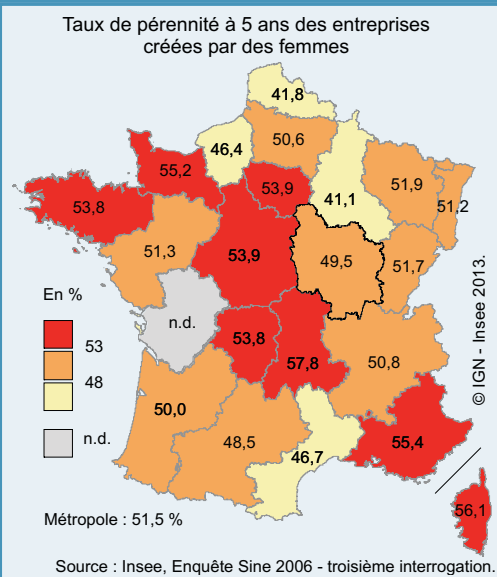 Taux de pérennité à 5 ans des entreprises
créées par des femmes
41,8
46,4
50,6
55,2
53,9
41,1
51,9
51,2
53,8
51,3
53,9
49,5
51,7
En %
53
48
n.d.
n.d.
53,8
57,8
50,8
50,0
48,5
46,7
55,4
56,1
© IGN - Insee 2013.
Métropole : 51,5 %
Source : Insee, Enquête Sine 2006 - troisième interrogation.